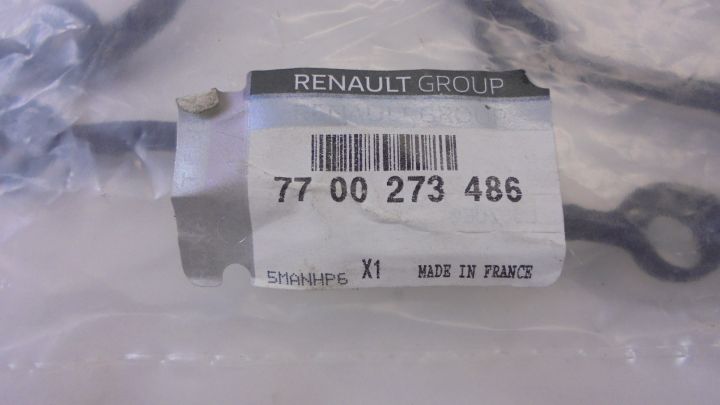 RENAULT GROUP
77 00 273 486
5MANHP6 X1 MADE IN FRANCE